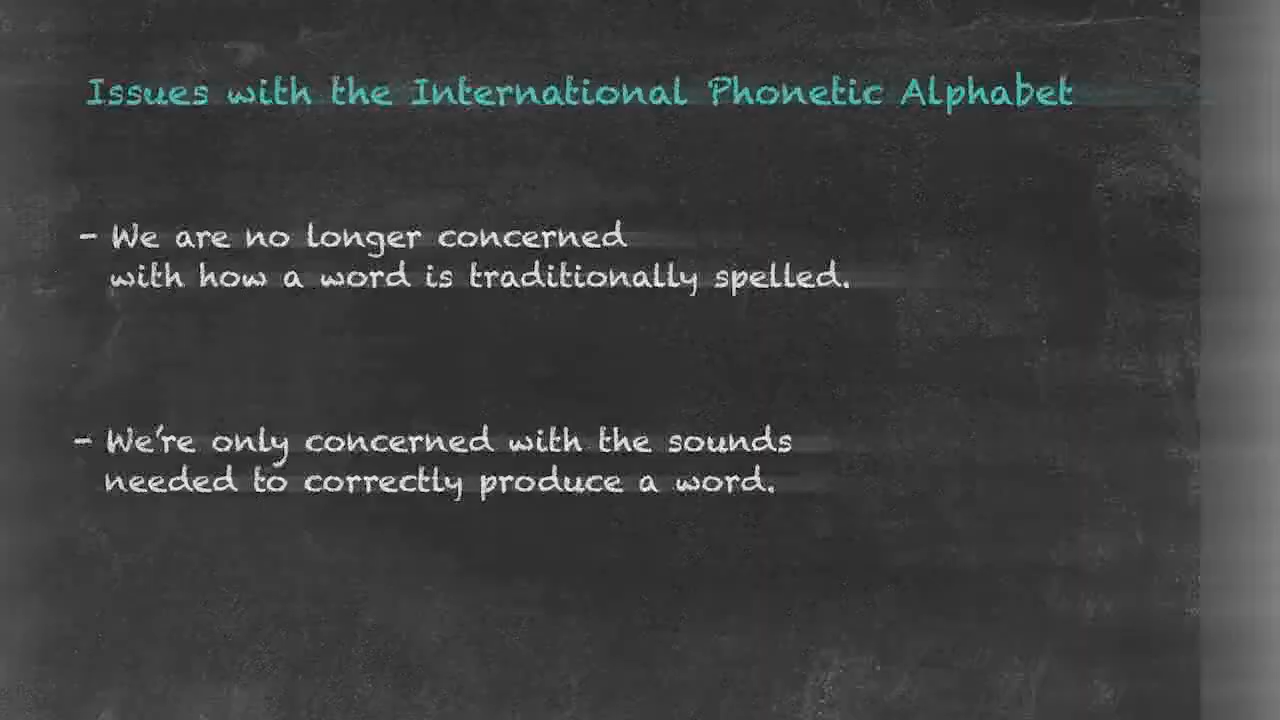 Issues with the International Phonetic Alphabet
- We are no longer concerned
with how a word is traditionally spelled.
- We're only concerned with the sounds
needed to correctly produce a word.